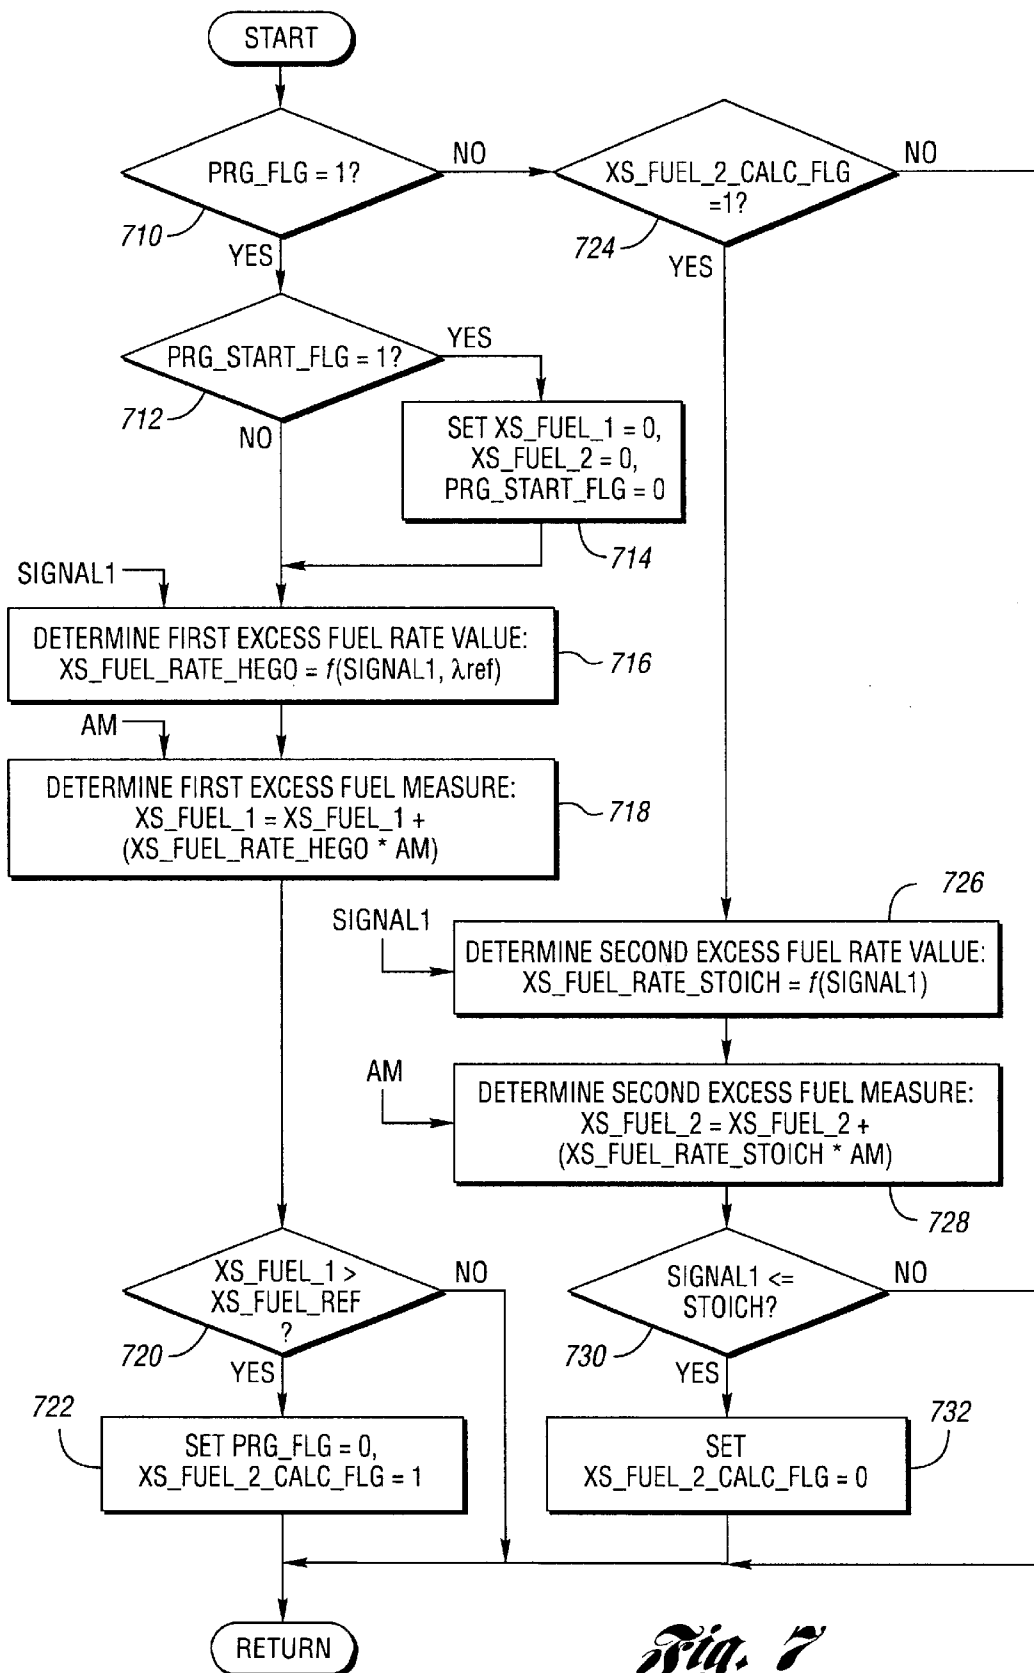 START
PRG_FLG = 1?
NO
710
YES
XS_FUEL_2_CALC_FLG
=1?
NO
724
YES
PRG_START_FLG = 1?
YES
712
NO
SET XS_FUEL_1 = 0,
XS_FUEL_2 = 0,
PRG_START_FLG = 0
714
SIGNAL1
DETERMINE FIRST EXCESS FUEL RATE VALUE:
XS_FUEL_RATE_HEGO = f(SIGNAL1, λref)
716
AM
DETERMINE FIRST EXCESS FUEL MEASURE:
XS_FUEL_1 = XS_FUEL_1 +
(XS_FUEL_RATE_HEGO * AM)
718
726
SIGNAL1
DETERMINE SECOND EXCESS FUEL RATE VALUE:
XS_FUEL_RATE_STOICH = f(SIGNAL1)
AM
DETERMINE SECOND EXCESS FUEL MEASURE:
XS_FUEL_2 = XS_FUEL_2 +
(XS_FUEL_RATE_STOICH * AM)
728
XS_FUEL_1 >
XS_FUEL_REF
?
NO
720
YES
SIGNAL1 <=
STOICH?
NO
730
YES
722
SET PRG_FLG = 0,
XS_FUEL_2_CALC_FLG = 1
732
SET
XS_FUEL_2_CALC_FLG = 0
RETURN
Fig. 7